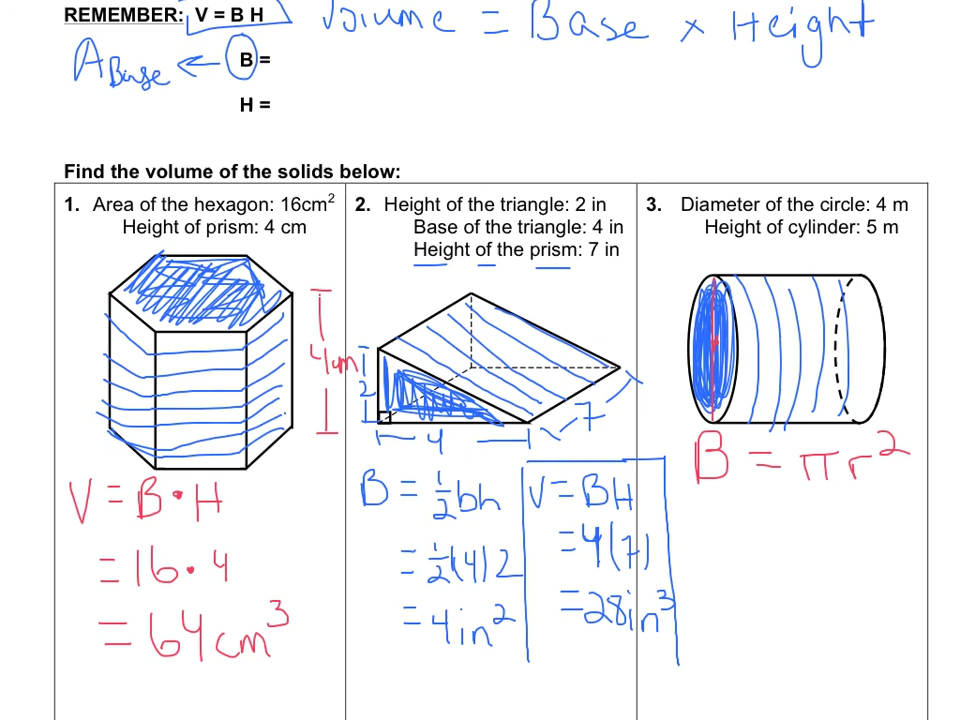 REMEMBER: V = B H
Volume = Base x Height
A Base ← B =
H =
Find the volume of the solids below:
1. Area of the hexagon: 16cm²
Height of prism: 4 cm
4cm
V = B • H
= 16 • 4
= 64 cm³
2. Height of the triangle: 2 in
Base of the triangle: 4 in
Height of the prism: 7 in
2
4
7
B = ½bh
= ½(4)2
= 4in²
V = BH
= 4(7)
= 28in³
3. Diameter of the circle: 4 m
Height of cylinder: 5 m
B = πr²